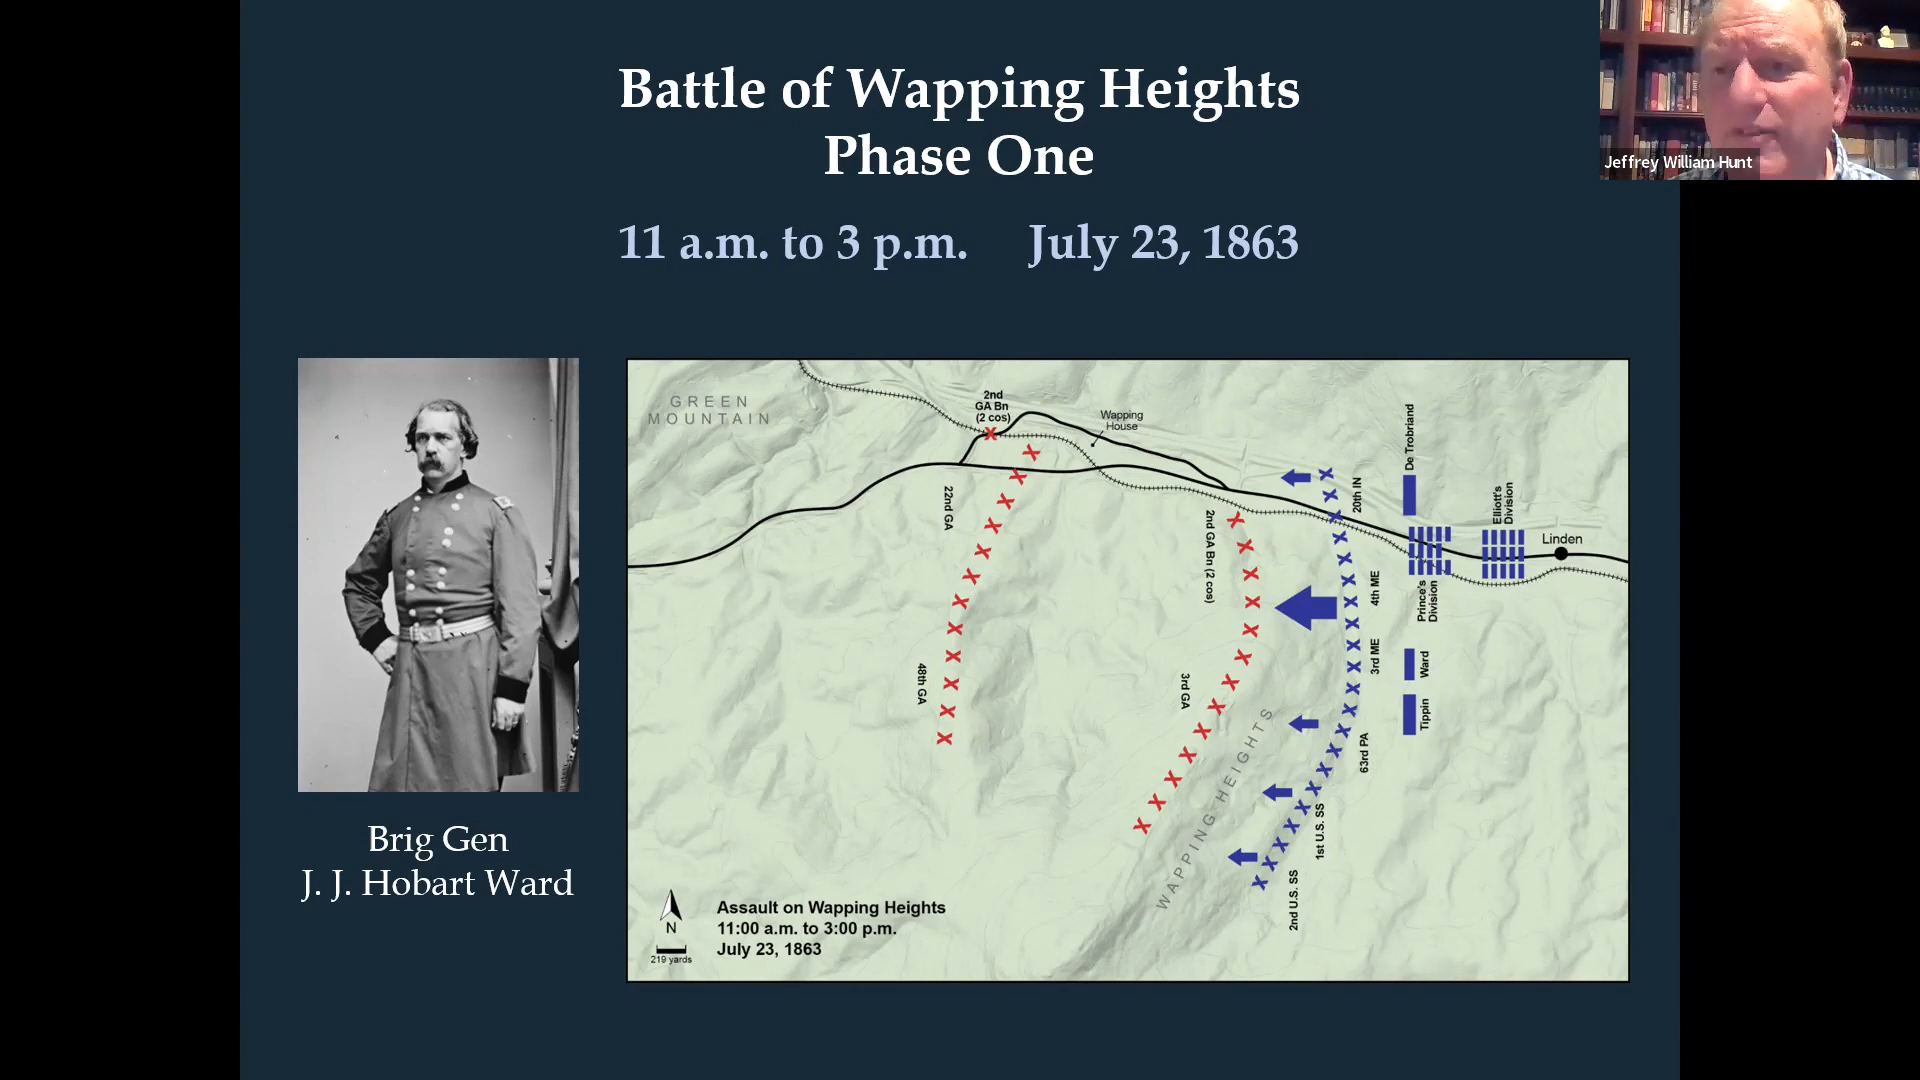 Battle of Wapping Heights
Phase One
11 a.m. to 3 p.m. July 23, 1863
Jeffrey William Hunt
Brig Gen
J. J. Hobart Ward
GREEN
MOUNTAIN
2nd
GA Bn
(2 cos)
Wapping
House
22nd GA
48th GA
2nd GA Bn (2 cos)
3rd GA
WAPPING HEIGHTS
20th IN
4th ME
3rd ME
63rd PA
1st U.S. SS
2nd U.S. SS
De Trobriand
Prince's
Division
Ward
Tippin
Elliott's
Division
Linden
N
219 yards
Assault on Wapping Heights
11:00 a.m. to 3:00 p.m.
July 23, 1863